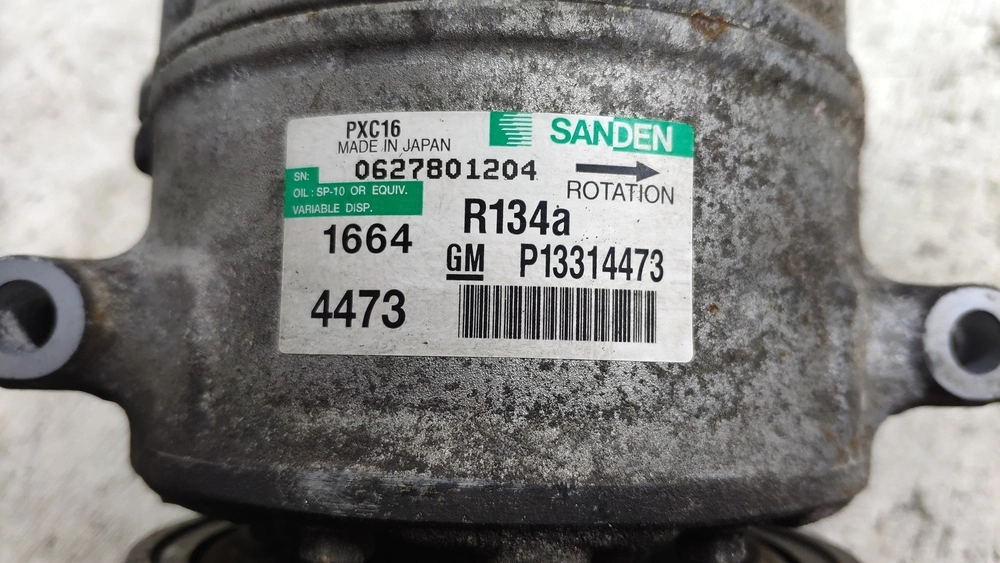 PXC16
MADE IN JAPAN
SANDEN
SN:
0627801204
ROTATION
OIL : SP-10 OR EQUIV.
VARIABLE DISP.
R134a
1664
GM P13314473
4473